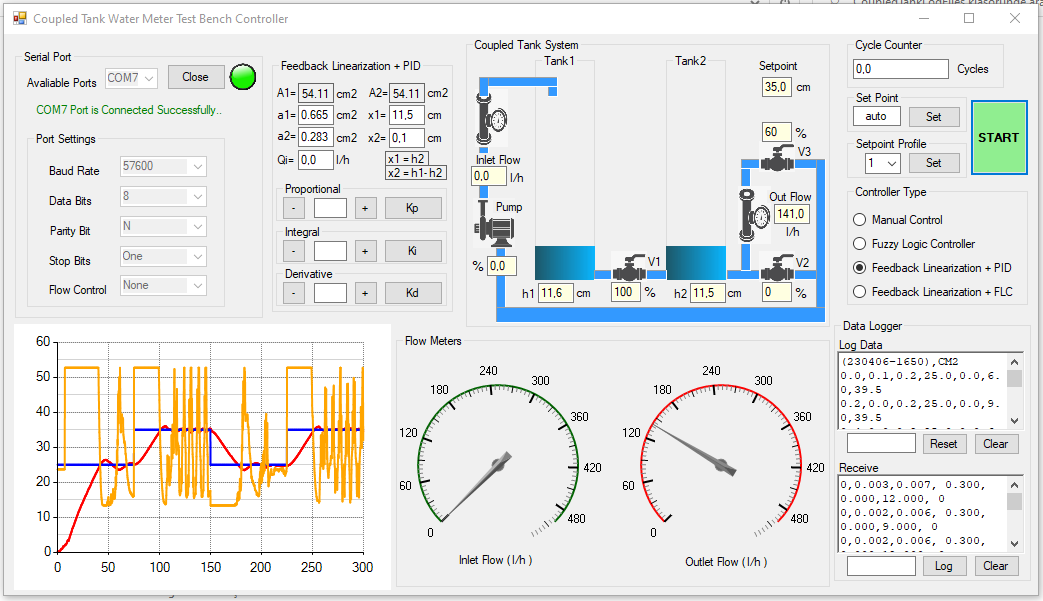 Coupled Tank Water Meter Test Bench Controller
Serial Port
Avaliable Ports COM7 Close
COM7 Port is Connected Successfully..
Port Settings
Baud Rate 57600
Data Bits 8
Parity Bit N
Stop Bits One
Flow Control None
Feedback Linearization + PID
A1= 54.11 cm2 A2= 54.11 cm2
a1= 0.665 cm2 x1= 11,5 cm
a2= 0.283 cm2 x2= 0,1 cm
Qi= 0,0 l/h x1 = h2
x2 = h1- h2
Proportional
- + Kp
Integral
- + Ki
Derivative
- + Kd
Coupled Tank System
Tank1 Tank2 Setpoint
35,0 cm
60 %
V3
Inlet Flow
0,0 l/h
Out Flow
141,0
l/h
Pump
% 0,0
V1
V2
h1 11,6 cm 100 % h2 11,5 cm 0 %
Cycle Counter
0,0 Cycles
Set Point
auto Set
START
Setpoint Profile
1 Set
Controller Type
Manual Control
Fuzzy Logic Controller
Feedback Linearization + PID
Feedback Linearization + FLC
60
50
40
30
20
10
0
0 50 100 150 200 250 300
Flow Meters
0 60 120 180 240 300 360 420 480
Inlet Flow ( l/h )
0 60 120 180 240 300 360 420 480
Outlet Flow ( l/h )
Data Logger
Log Data
(230406-1650),CM2
0.0,0.1,0.2,25.0,0.0,6.
0,39.5
0.2,0.0,0.2,25.0,0.0,9.
0,39.5
Reset Clear
Receive
0,0.003,0.007, 0.300,
0.000,12.000, 0
0,0.002,0.006, 0.300,
0.000,9.000, 0
0,0.002,0.006, 0.300,
Log Clear